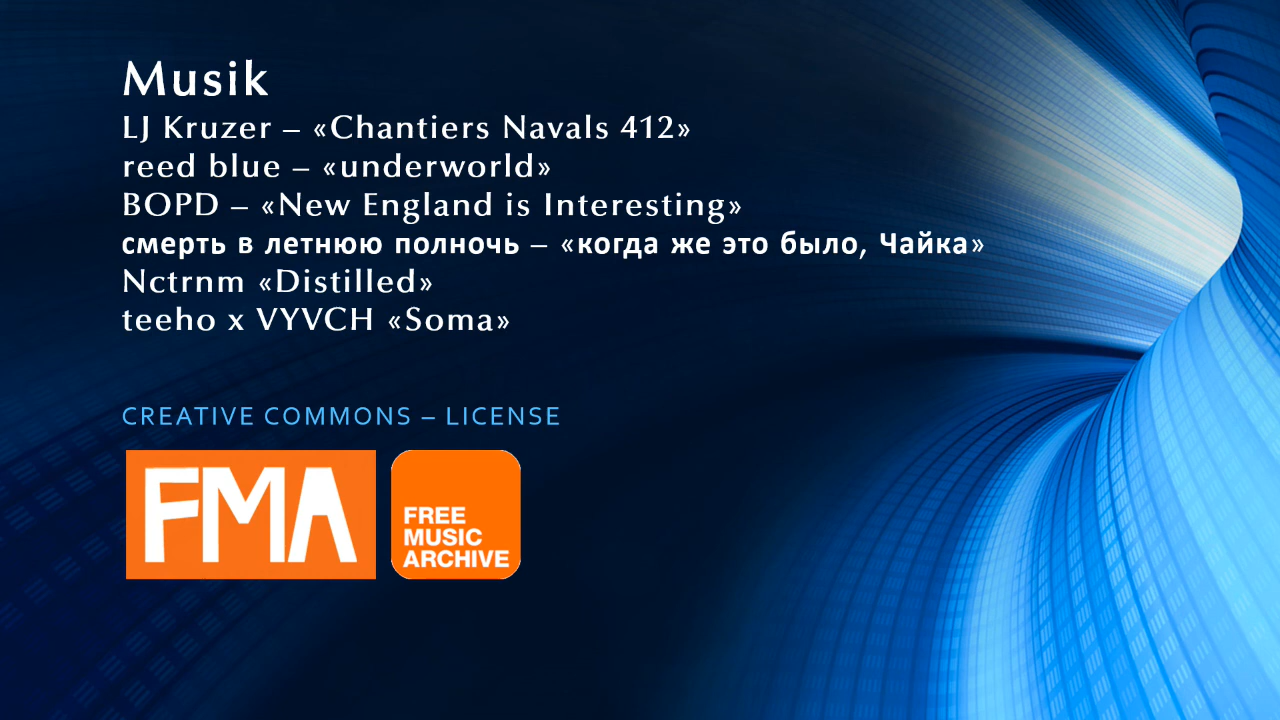 Musik
LJ Kruzer – «Chantiers Navals 412»
reed blue – «underworld»
BOPD – «New England is Interesting»
смерть в летнюю полночь – «когда же это было, Чайка»
Nctrnm «Distilled»
teeho x VYVCH «Soma»
CREATIVE COMMONS – LICENSE
FMA
FREE
MUSIC
ARCHIVE